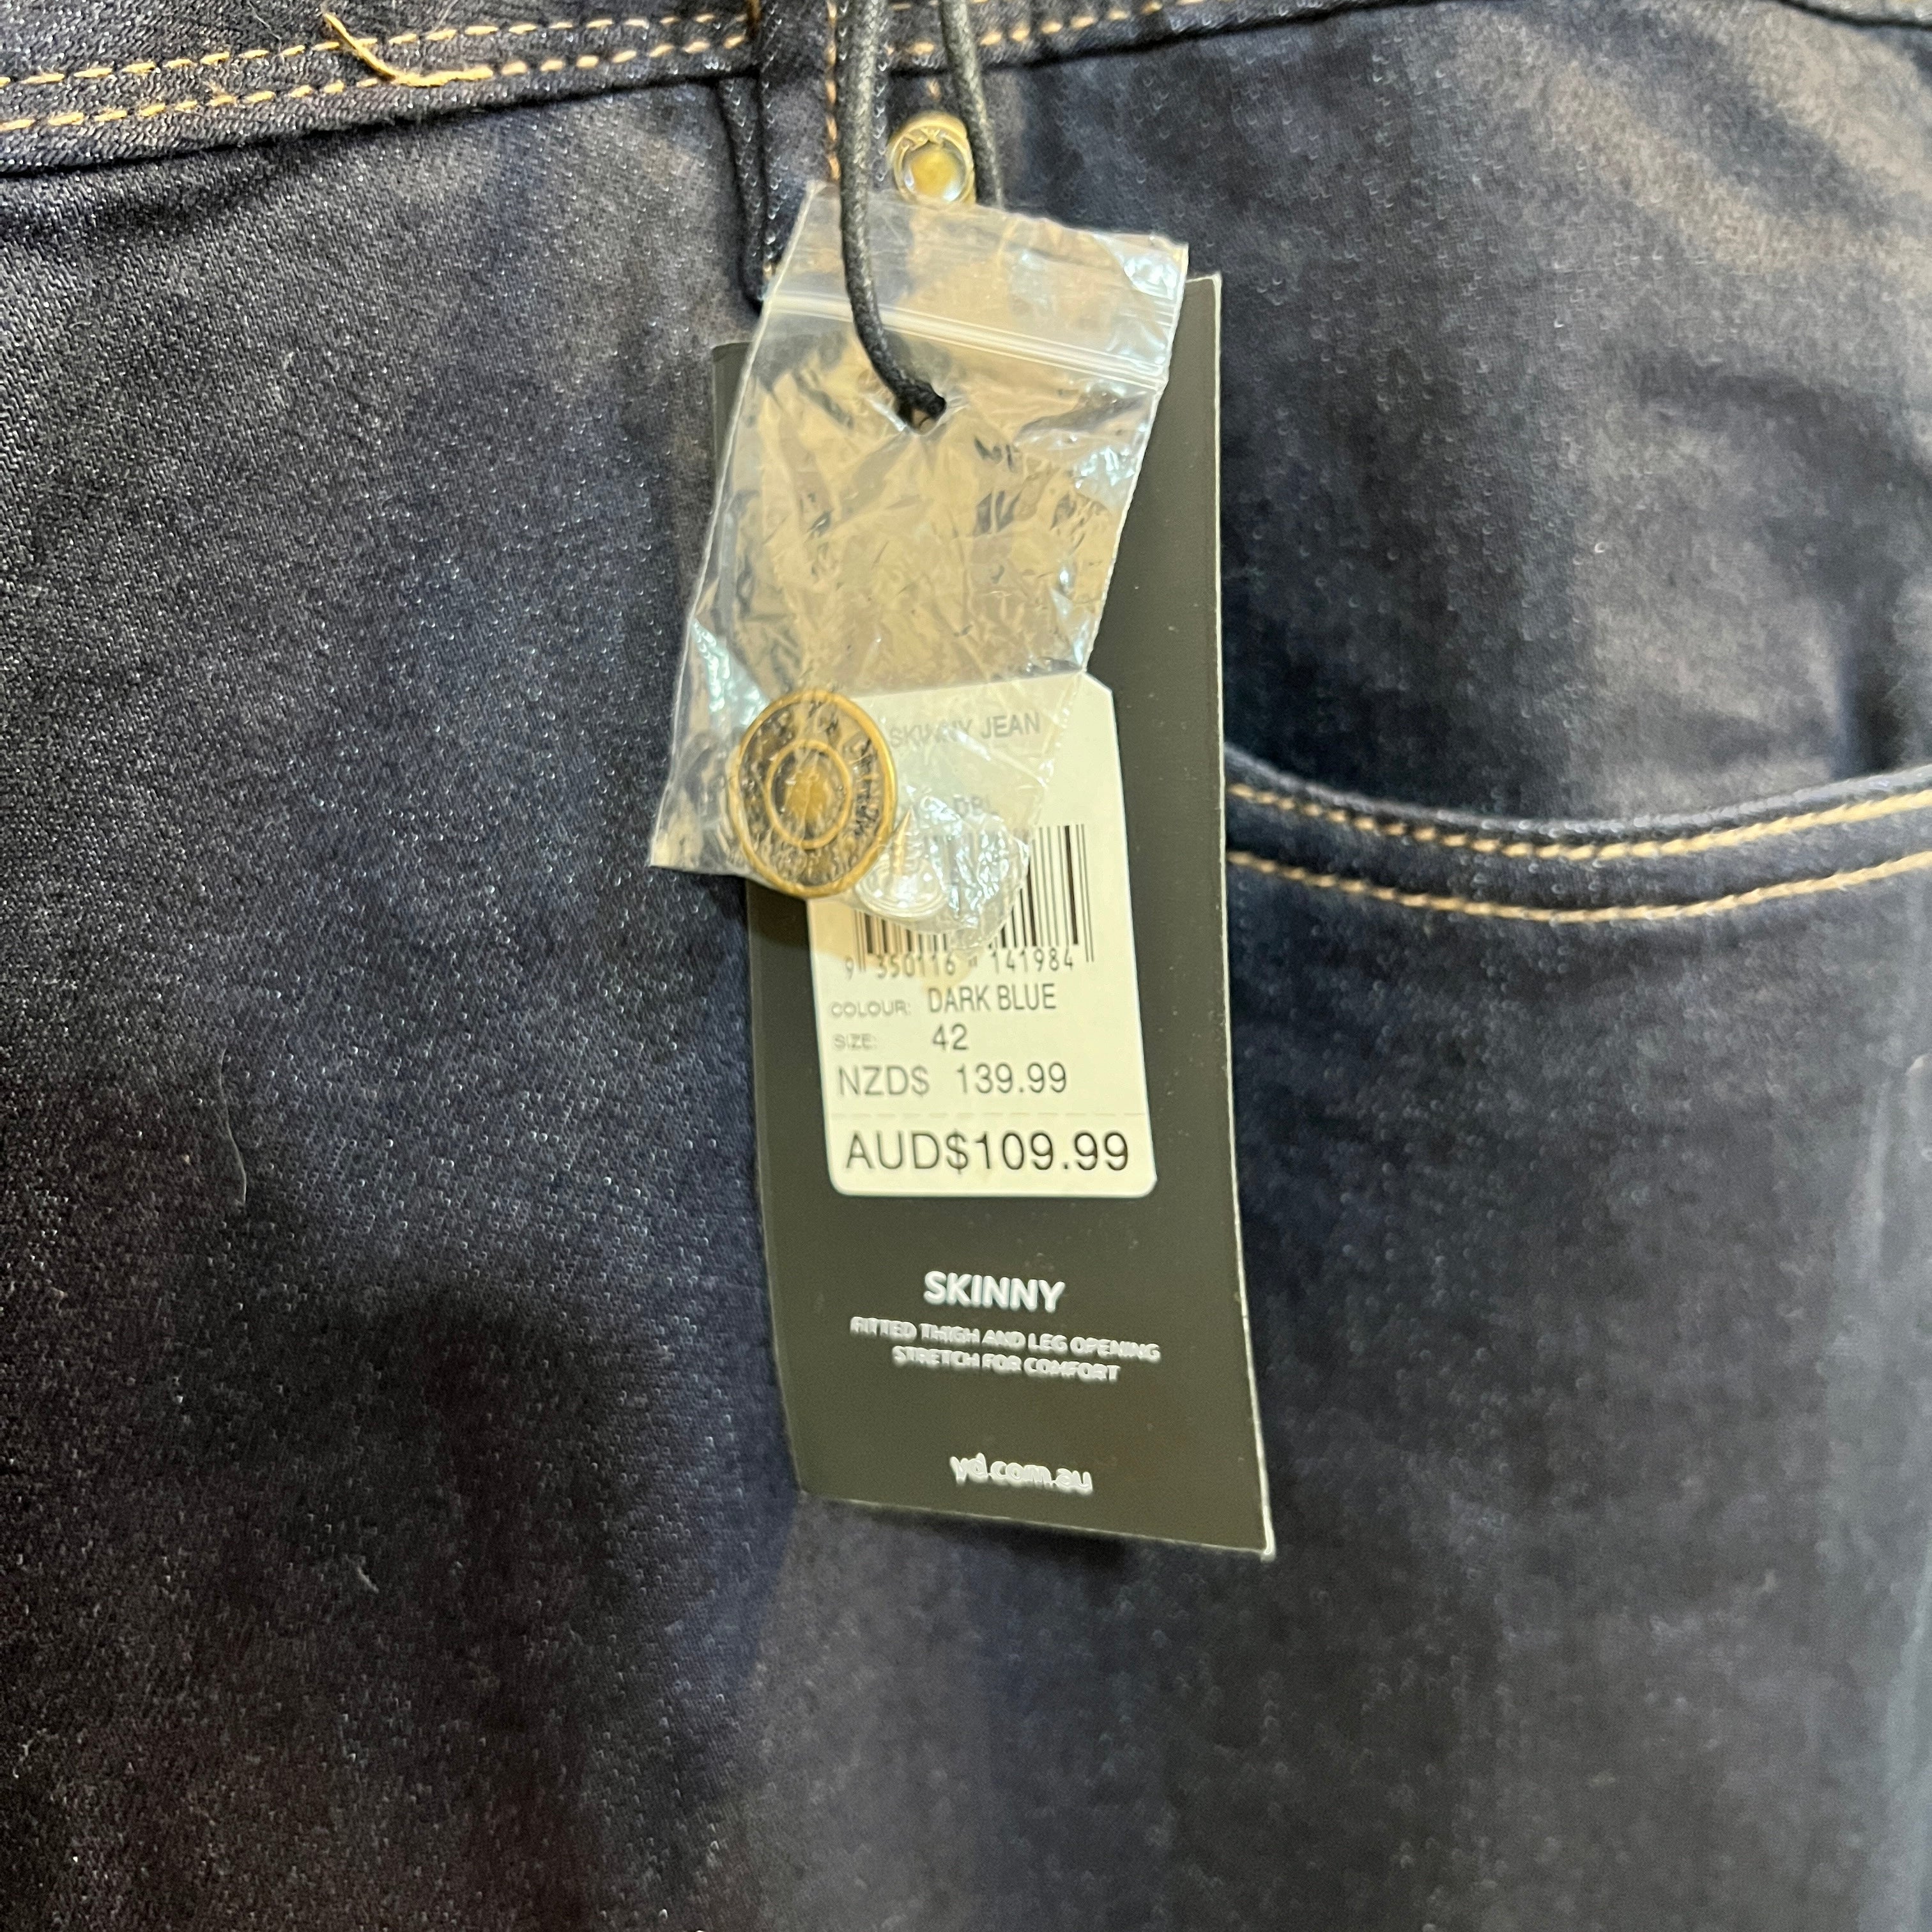 SKINNY JEAN
DBL
9 350116 141984
COLOUR: DARK BLUE
SIZE: 42
NZD$ 139.99
AUD$109.99
SKINNY
FITTED THIGH AND LEG OPENING
STRETCH FOR COMFORT
yd.com.au